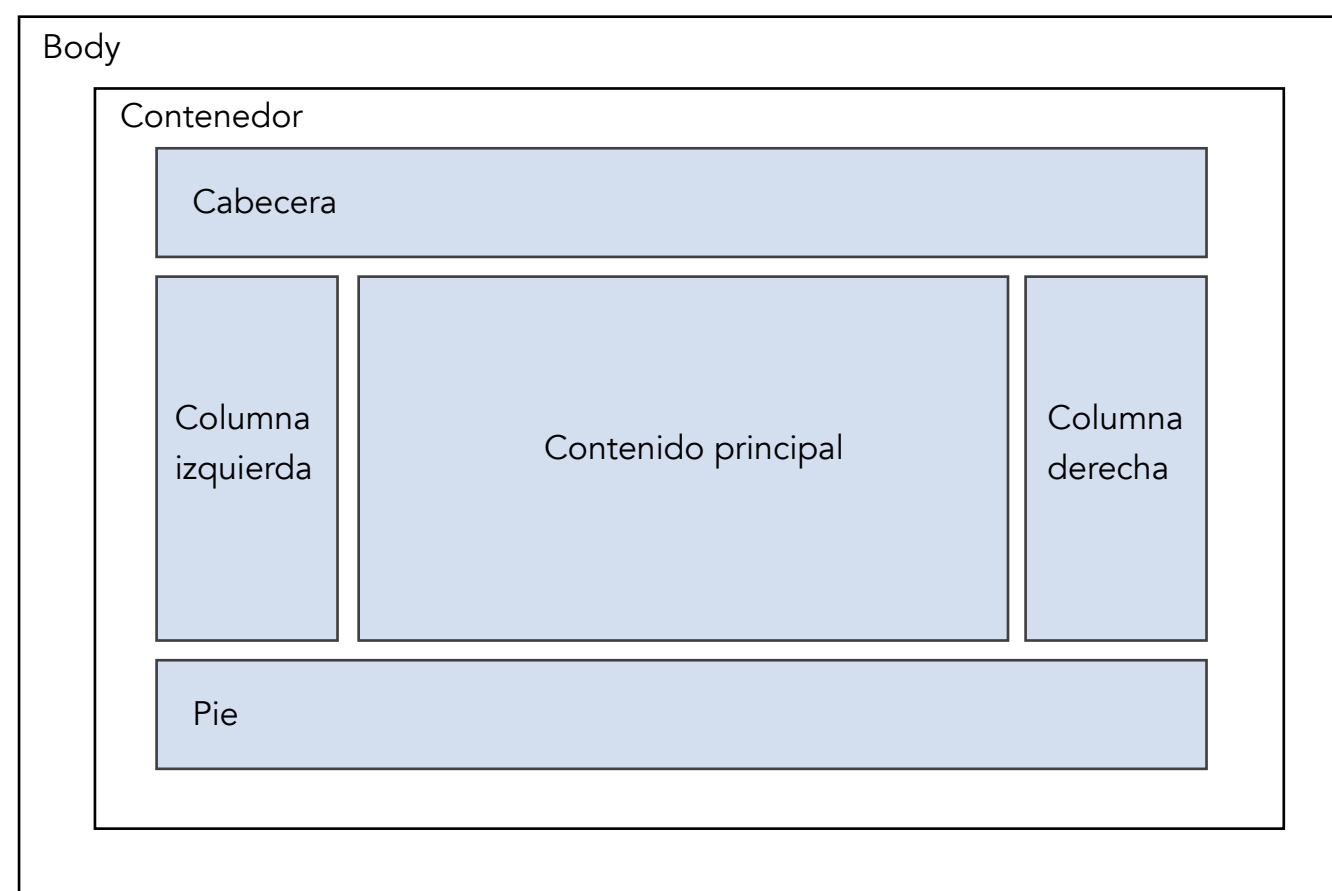 Body
Contenedor
Cabecera
Columna
izquierda
Contenido principal
Columna
derecha
Pie